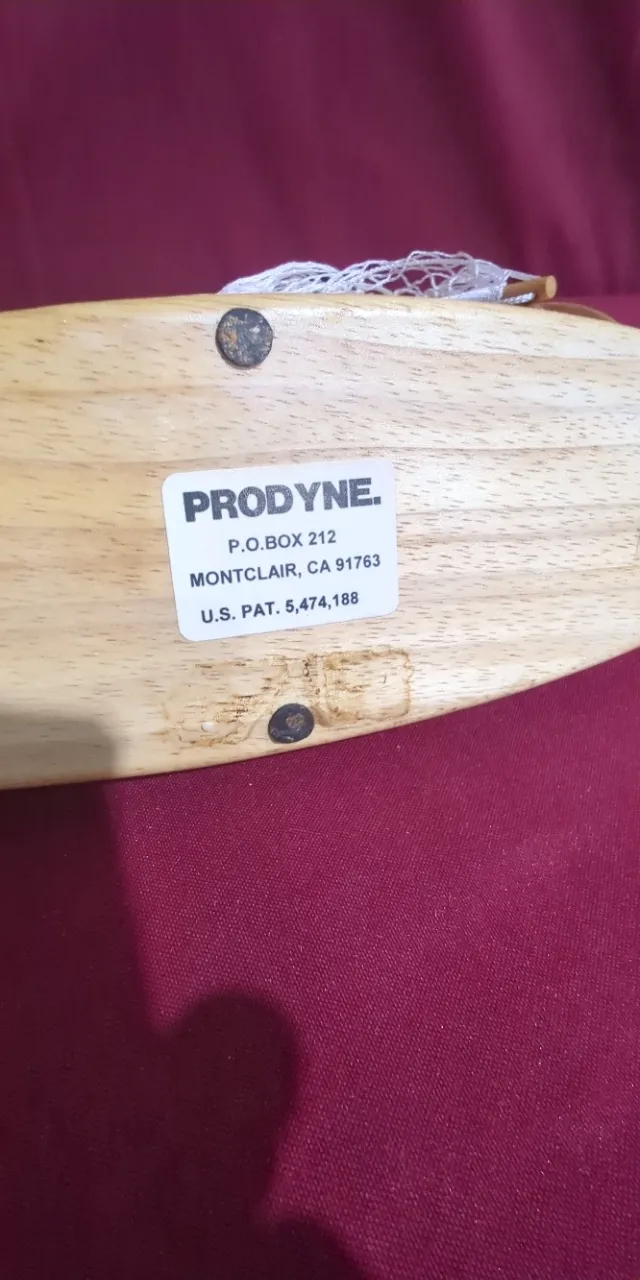 PRODYNE.
P.O.BOX 212
MONTCLAIR, CA 91763
U.S. PAT. 5,474,188